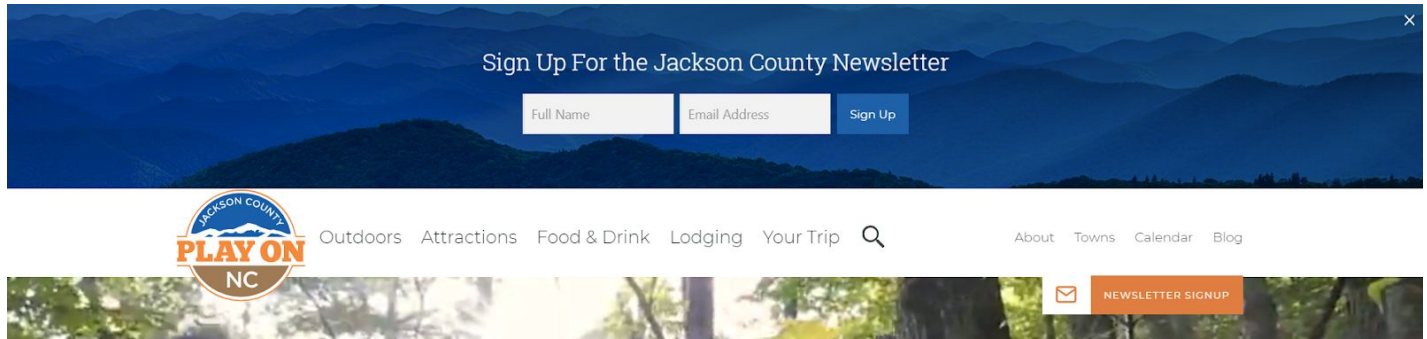 Sign Up For the Jackson County Newsletter
Full Name Email Address Sign Up
JACKSON COUNTY
PLAY ON
NC
Outdoors Attractions Food & Drink Lodging Your Trip
About Towns Calendar Blog
NEWSLETTER SIGNUP